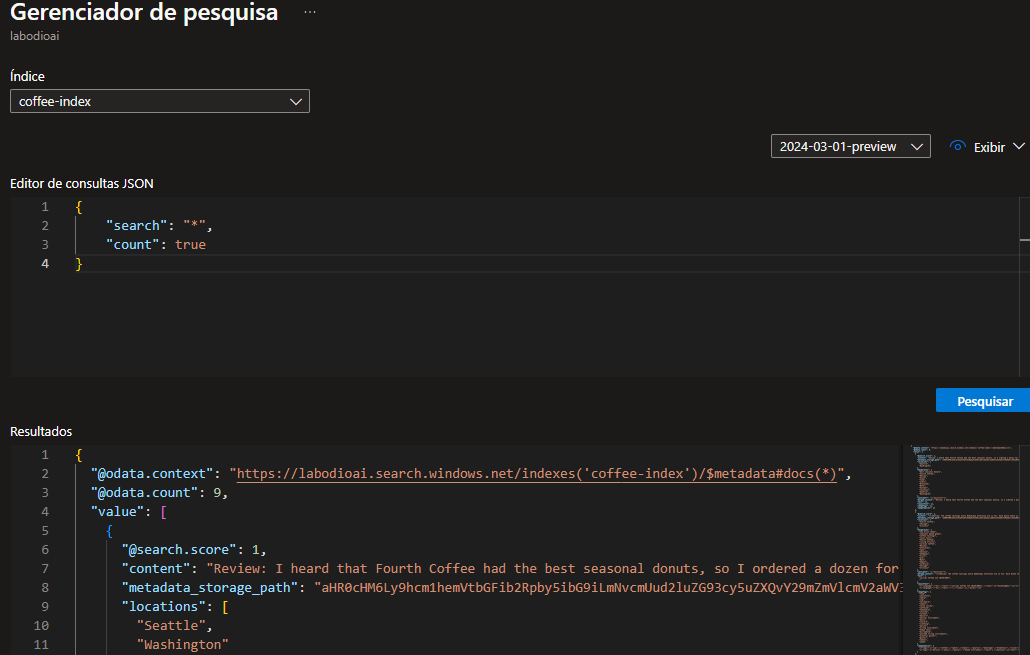 Gerenciador de pesquisa ...
labodioai
Índice
coffee-index
2024-03-01-preview Exibir
Editor de consultas JSON
1 {
2 "search": "*",
3 "count": true
4 }
Pesquisar
Resultados
1 {
2 "@odata.context": "https://labodioai.search.windows.net/indexes('coffee-index')/$metadata#docs(*)",
3 "@odata.count": 9,
4 "value": [
5 {
6 "@search.score": 1,
7 "content": "Review: I heard that Fourth Coffee had the best seasonal donuts, so I ordered a dozen for
8 "metadata_storage_path":
9 "locations": [
10 "Seattle",
11 "Washington"